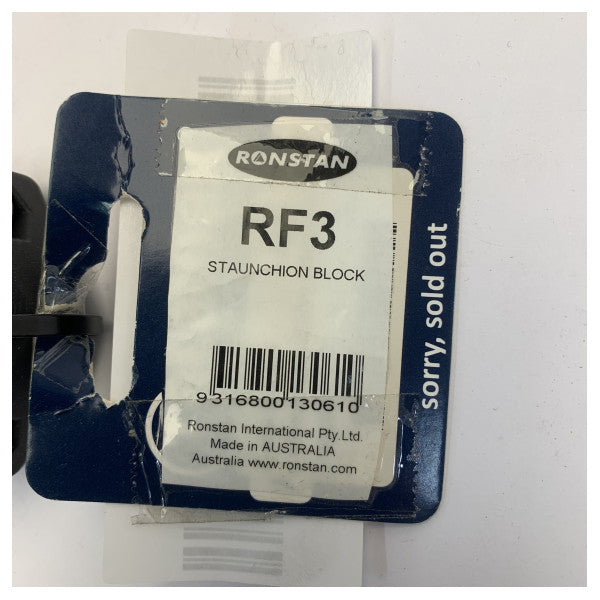 RONSTAN
RF3
STAUNCHION BLOCK
9316800130610
Ronstan International Pty.Ltd.
Made in AUSTRALIA
Australia www.ronstan.com
sorry, sold out